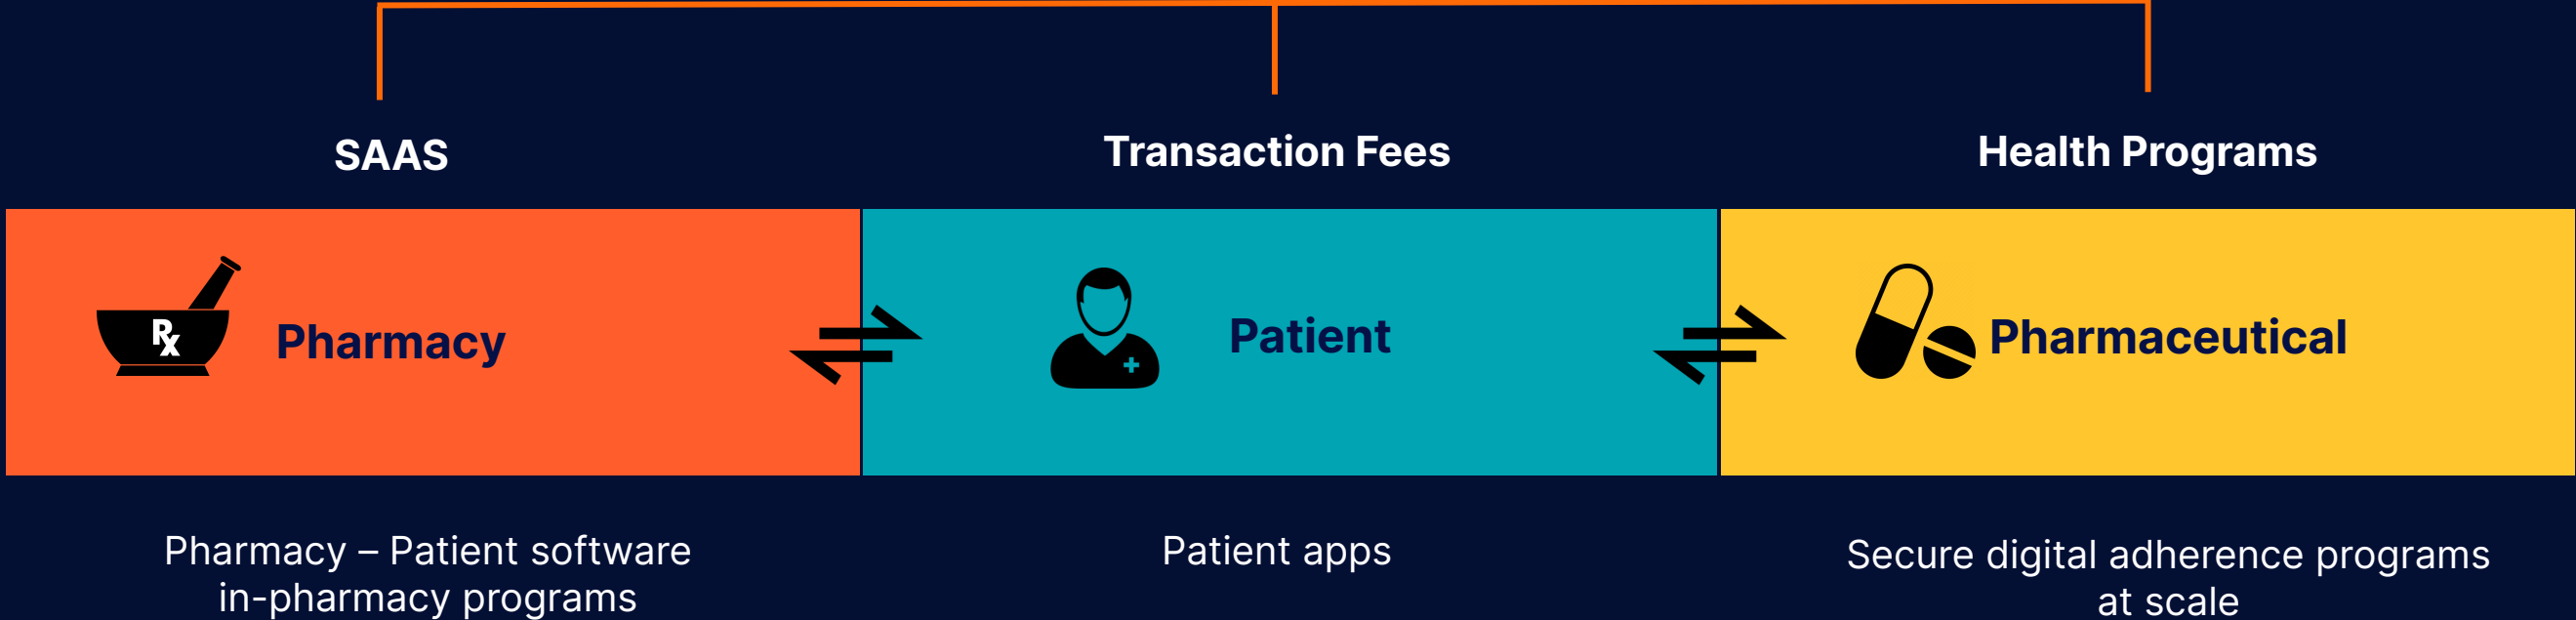 SAAS
Transaction Fees
Health Programs
Rx
Pharmacy
Patient
Pharmaceutical
Pharmacy – Patient software
in-pharmacy programs
Patient apps
Secure digital adherence programs
at scale